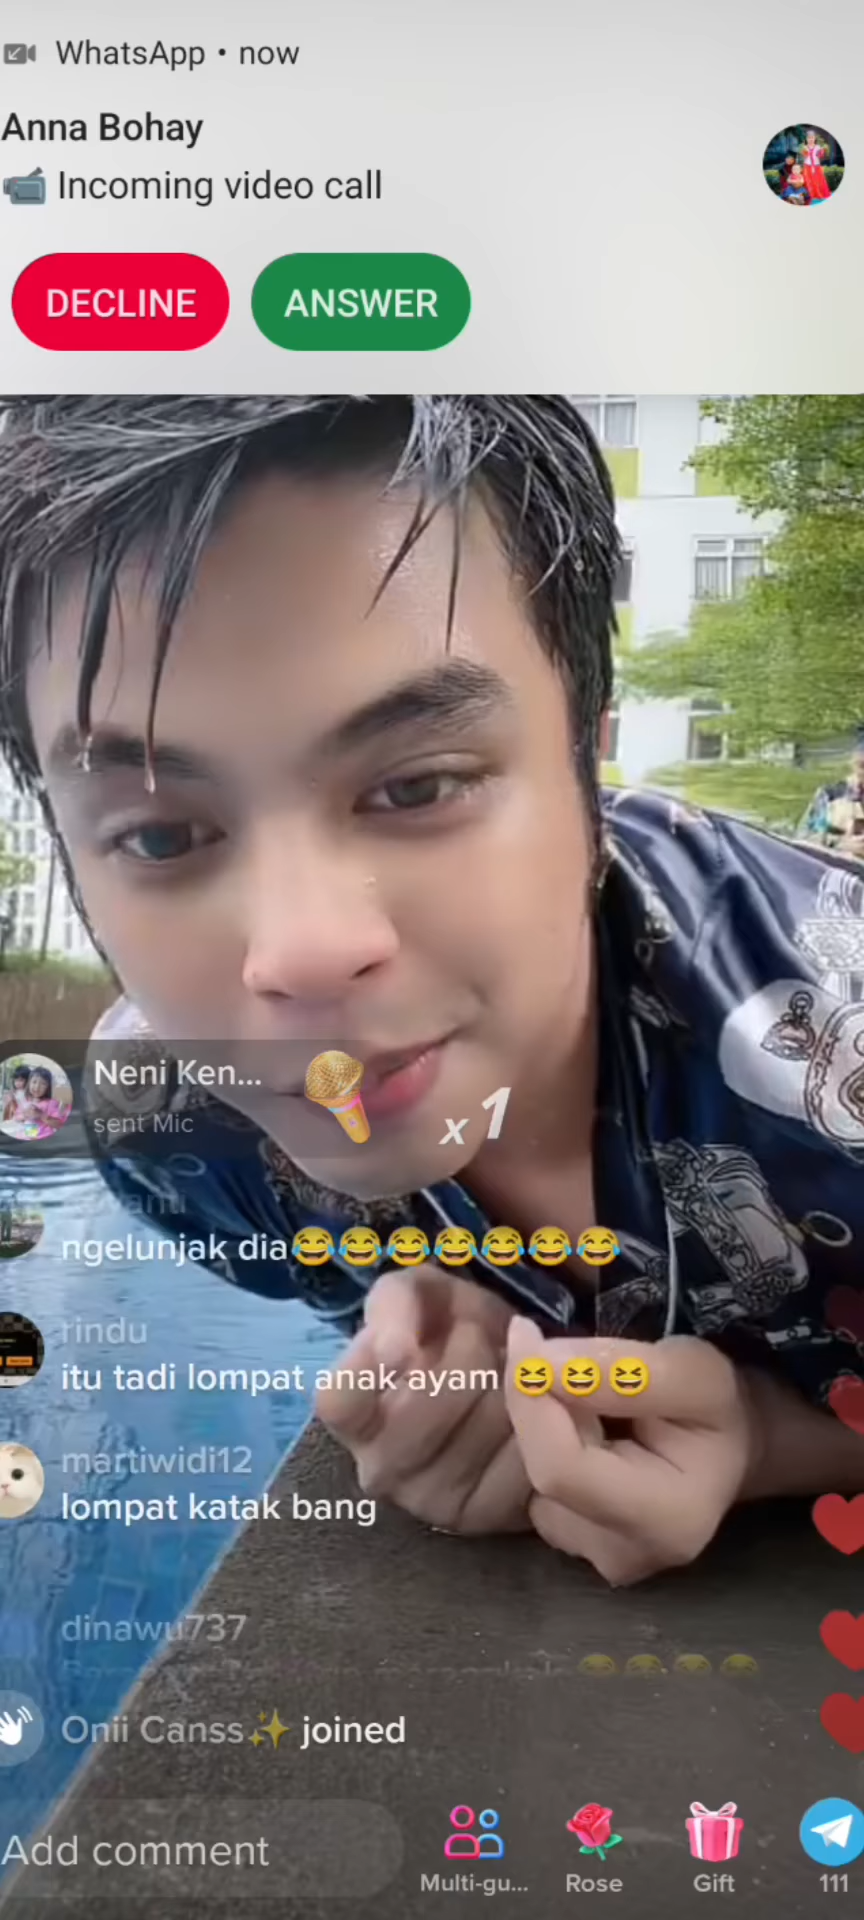 WhatsApp • now
Anna Bohay
Incoming video call
DECLINE
ANSWER
Neni Ken...
sent Mic
x1
ngelunjak dia😂😂😂😂😂😂😂
rindu
itu tadi lompat anak ayam 😆😆😆
martiwidi12
lompat katak bang
dinawu737
Onii Canss✨ joined
Add comment
Multi-gu...
Rose
Gift
111